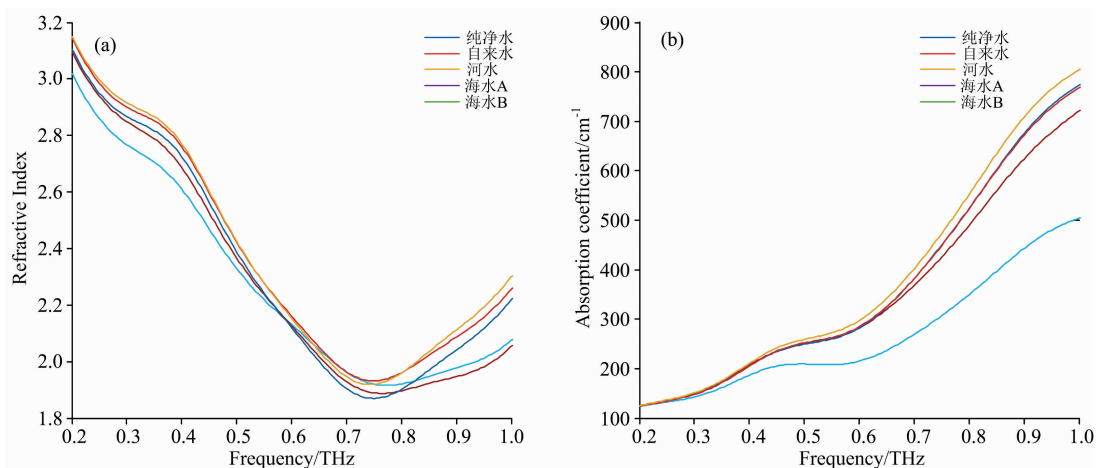 (a)
纯净水
自来水
河水
海水A
海水B
3.2
3.0
2.8
2.6
2.4
2.2
2.0
1.8
Refractive Index
0.2 0.3 0.4 0.5 0.6 0.7 0.8 0.9 1.0
Frequency/THz
(b)
纯净水
自来水
河水
海水A
海水B
900
800
700
600
500
400
300
200
100
Absorption coefficient/cm⁻¹
0.2 0.3 0.4 0.5 0.6 0.7 0.8 0.9 1.0
Frequency/THz